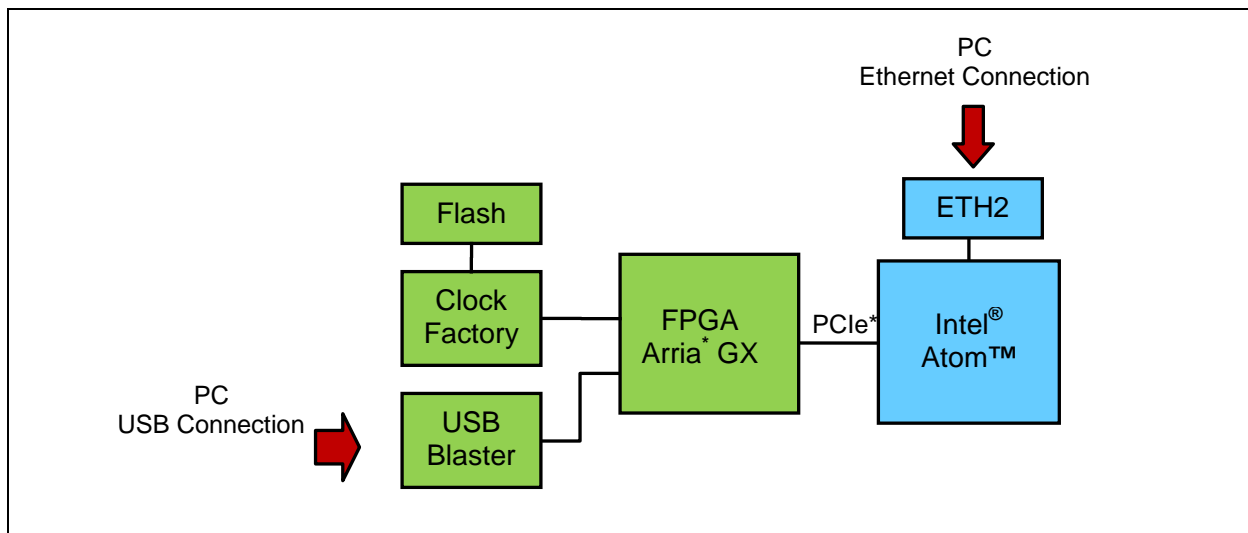 PC
Ethernet Connection
ETH2
Flash
Clock
Factory
FPGA
Arria* GX
PCIe*
Intel®
Atom™
PC
USB Connection
USB
Blaster